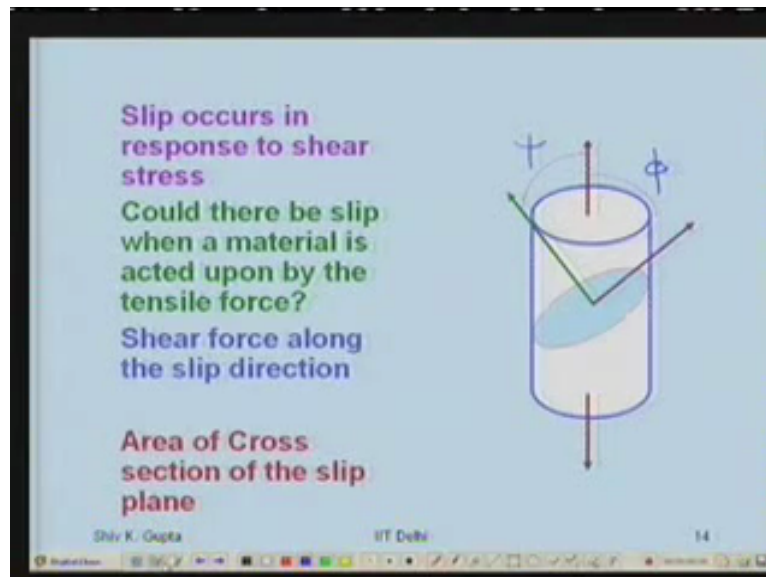 Slip occurs in
response to shear
stress
Could there be slip
when a material is
acted upon by the
tensile force?
Shear force along
the slip direction
Area of Cross
section of the slip
plane
ψ
ϕ
Shiv K. Gupta
IIT Delhi
14